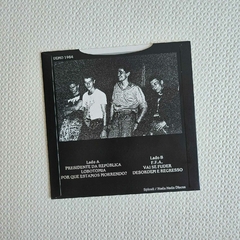 Lado A
PRESIDENTE DA REPÚBLICA
LOBOTOMIA
POR QUE ESTAMOS MORRENDO?
Lado B
F.F.A.
VAI SE FUDER
DESORDEM E REGRESSO